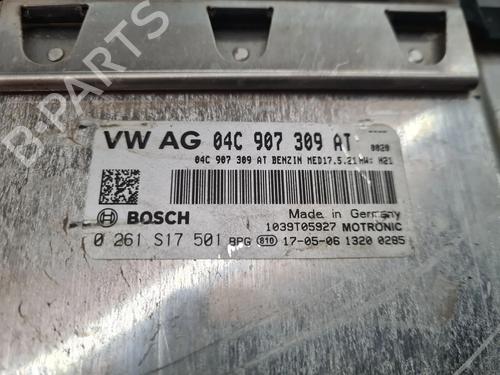 VW AG 04C 907 309 AT 0020
04C 907 309 AT BENZIN MED17.5.21 HW: H21
BOSCH
Made in Germany
1039T05927 MOTRONIC
0 261 S17 501 BPG 810 17-05-06 1320 0285
B-PARTS